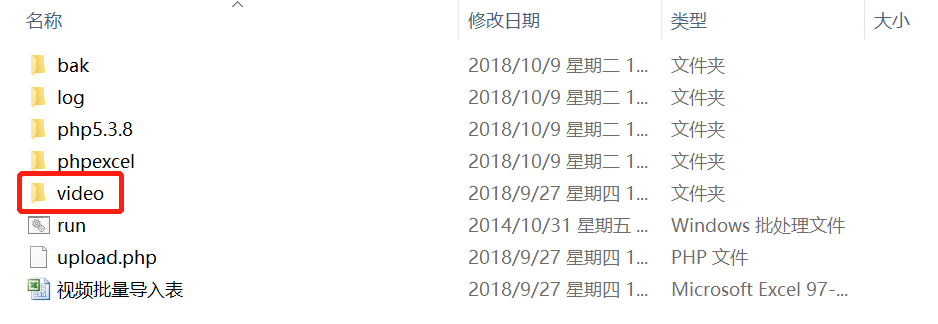 名称 修改日期 类型 大小
bak 2018/10/9 星期二 1... 文件夹
log 2018/10/9 星期二 1... 文件夹
php5.3.8 2018/10/9 星期二 1... 文件夹
phpexcel 2018/10/9 星期二 1... 文件夹
video 2018/9/27 星期四 1... 文件夹
run 2014/10/31 星期五 ... Windows 批处理文件
upload.php 2018/9/27 星期四 1... PHP 文件
视频批量导入表 2018/9/27 星期四 1... Microsoft Excel 97-...